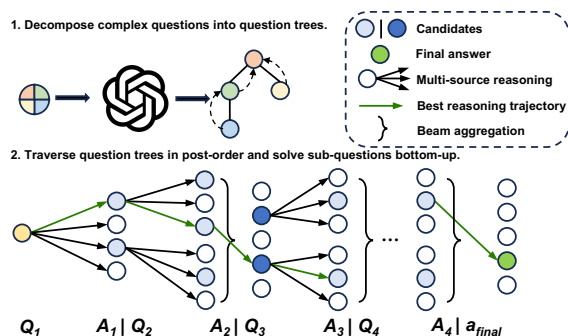 1. Decompose complex questions into question trees.
Candidates
Final answer
Multi-source reasoning
Best reasoning trajectory
Beam aggregation
2. Traverse question trees in post-order and solve sub-questions bottom-up.
...
Q1 A1 | Q2 A2 | Q3 A3 | Q4 A4 | afinal